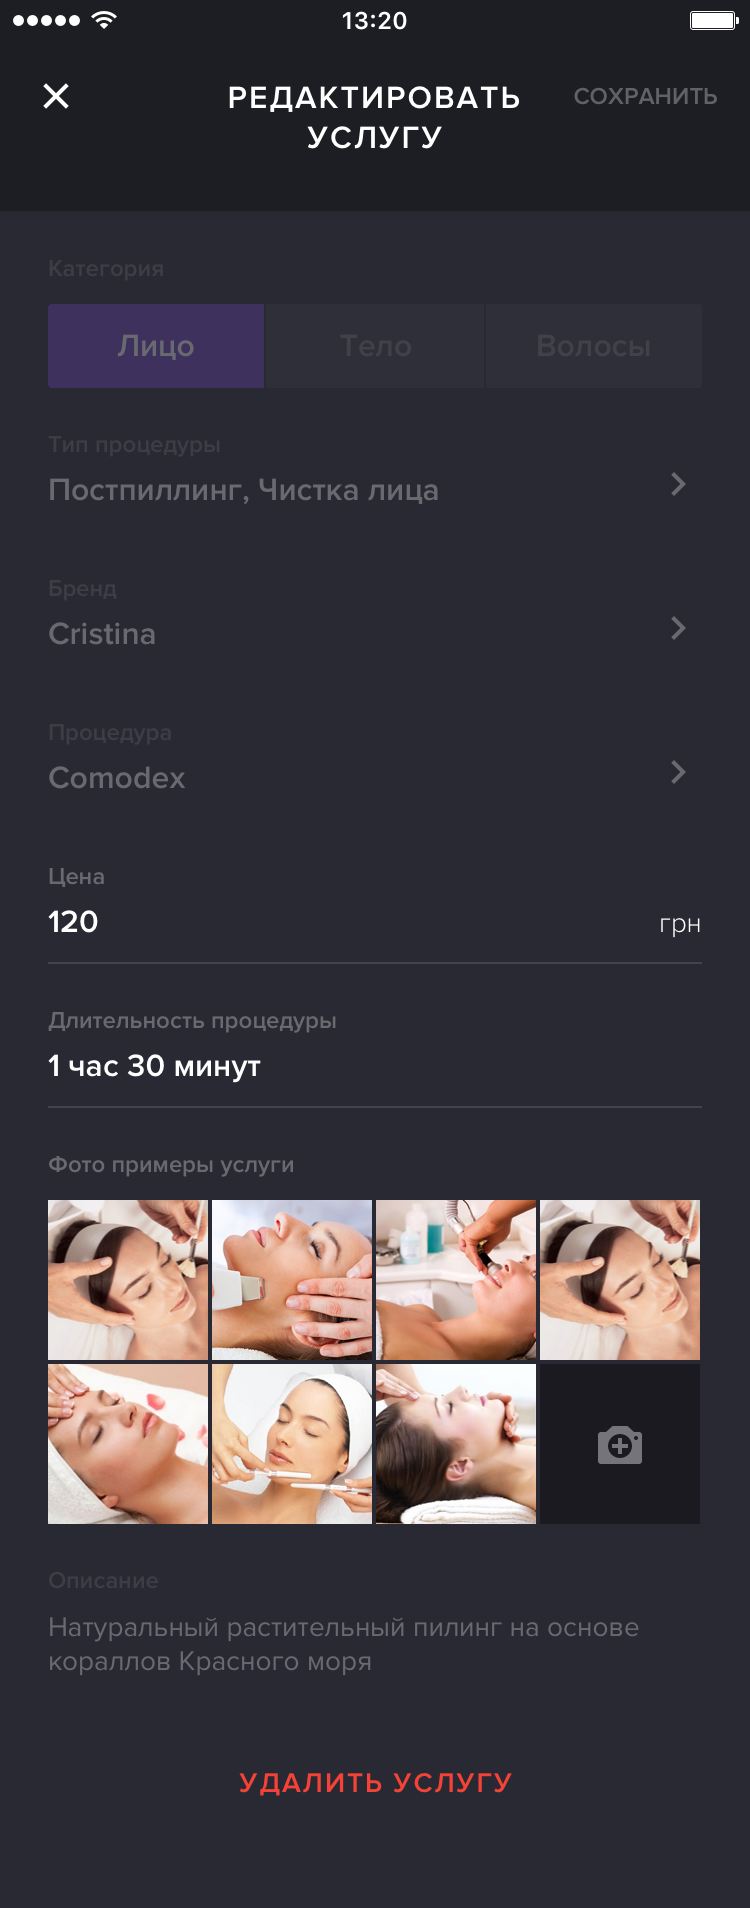 13:20
РЕДАКТИРОВАТЬ
УСЛУГУ
СОХРАНИТЬ
Категория
Лицо
Тело
Волосы
Тип процедуры
Постпиллинг, Чистка лица
Бренд
Cristina
Процедура
Comodex
Цена
120
грн
Длительность процедуры
1 час 30 минут
Фото примеры услуги
Описание
Натуральный растительный пилинг на основе
кораллов Красного моря
УДАЛИТЬ УСЛУГУ